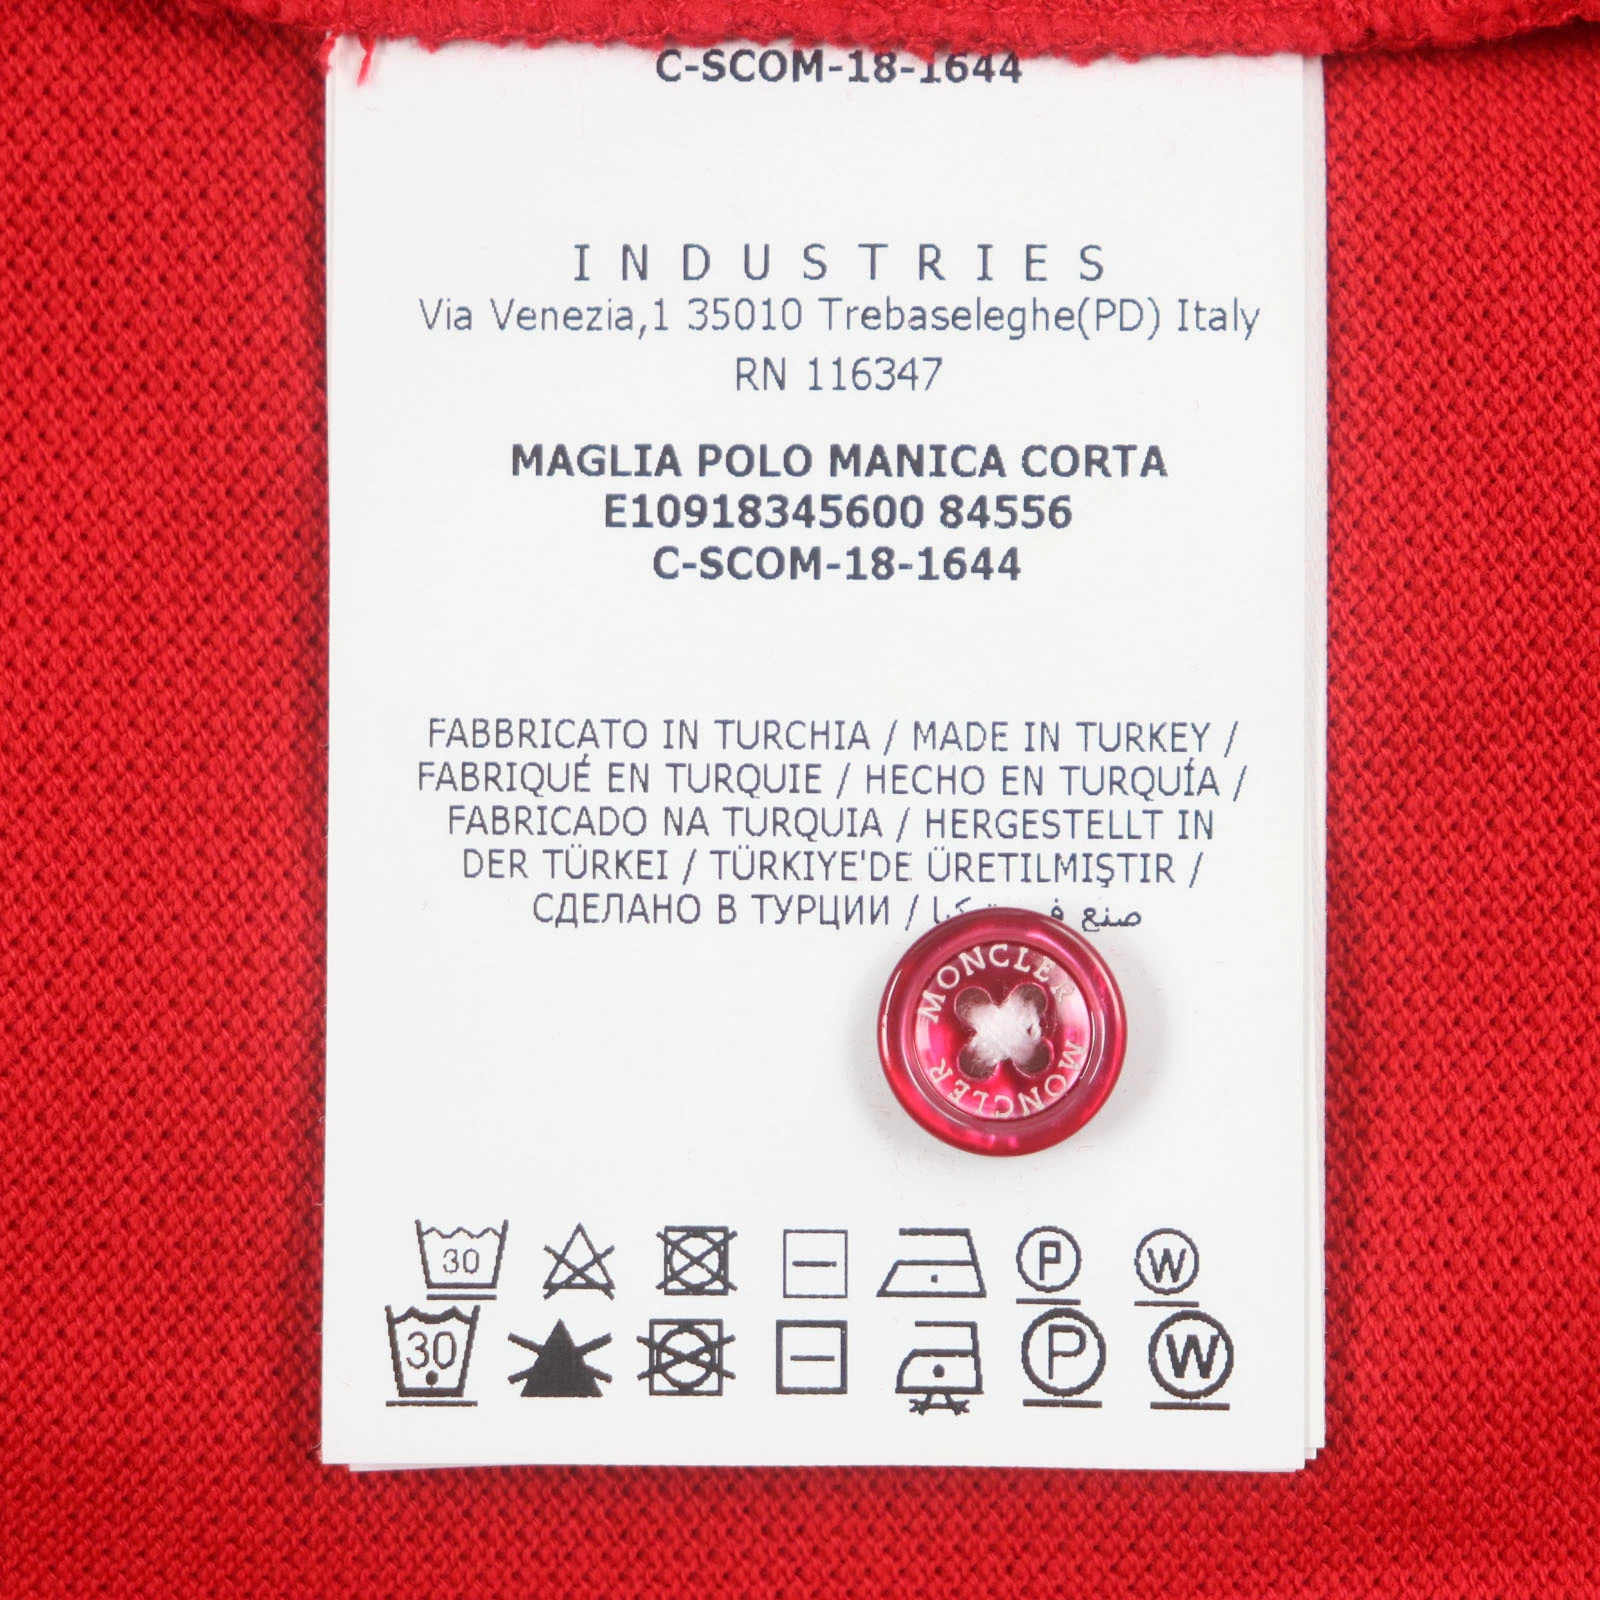 C-SCOM-18-1644
INDUSTRIES
Via Venezia,1 35010 Trebaseleghe(PD) Italy
RN 116347
MAGLIA POLO MANICA CORTA
E10918345600 84556
C-SCOM-18-1644
FABBRICATO IN TURCHIA / MADE IN TURKEY /
FABRIQUÉ EN TURQUIE / HECHO EN TURQUÍA /
FABRICADO NA TURQUIA / HERGESTELLT IN
DER TÜRKEI / TÜRKIYE'DE ÜRETILMIŞTIR /
СДЕЛАНО В ТУРЦИИ / صنع
MONCLER MONCLER
30 P W
30 P W